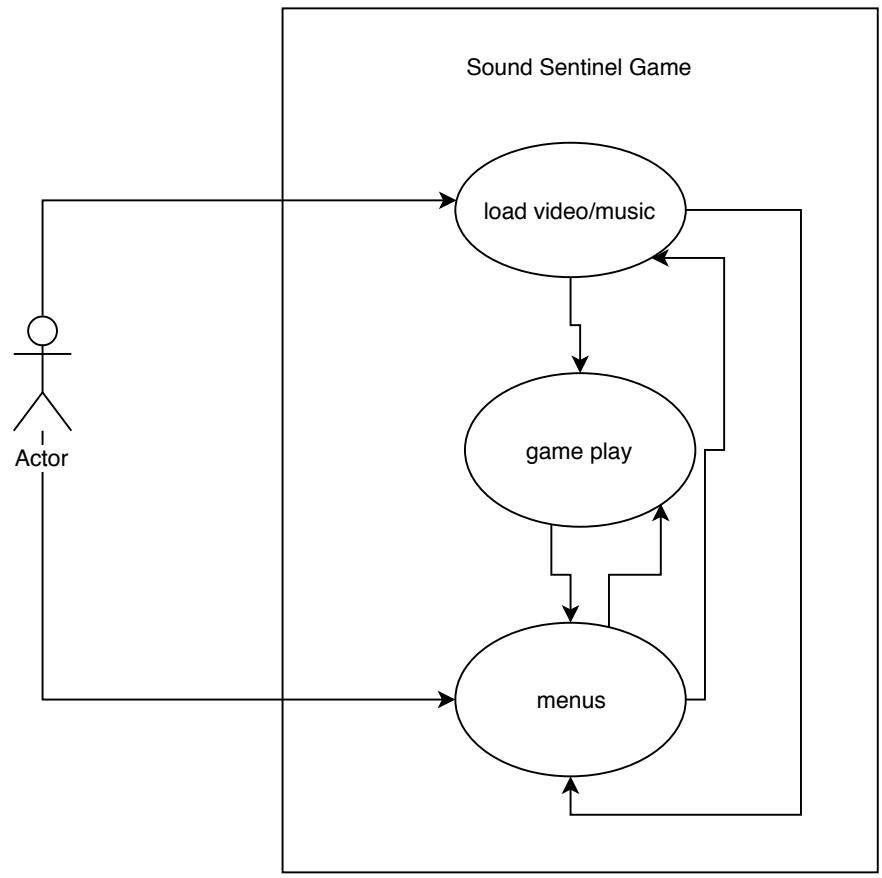 Sound Sentinel Game
load video/music
game play
Actor
menus